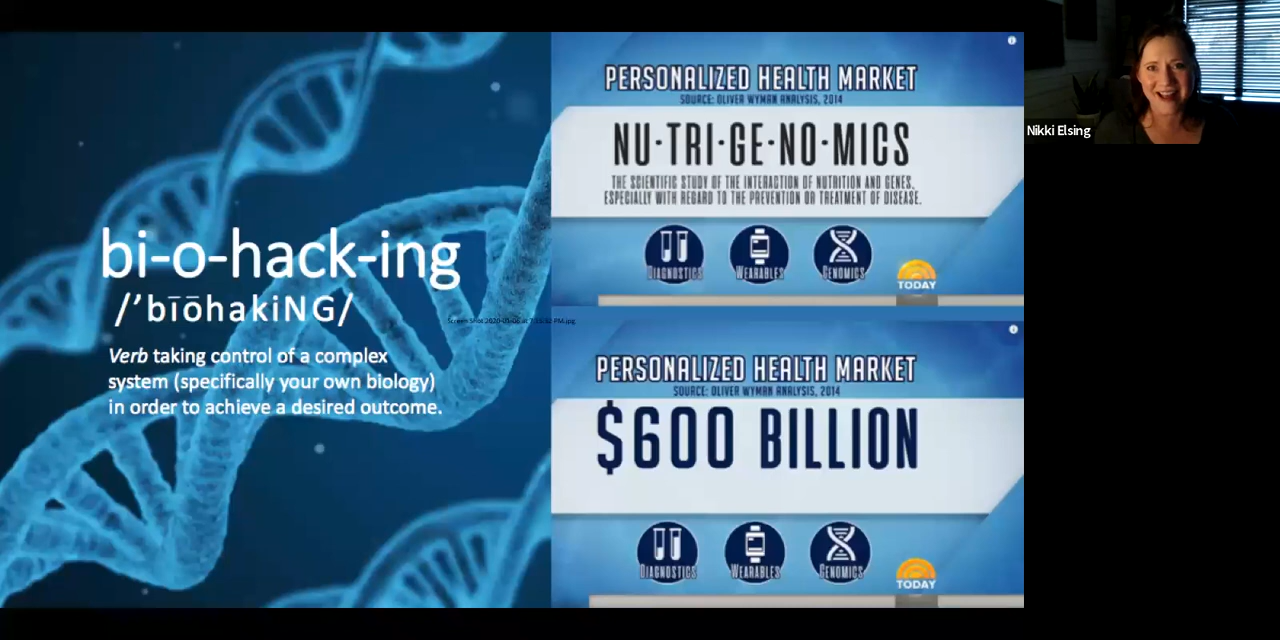 bi-o-hack-ing
/’bīōhakiNG/
Verb taking control of a complex
system (specifically your own biology)
in order to achieve a desired outcome.
PERSONALIZED HEALTH MARKET
SOURCE: OLIVER WYMAN ANALYSIS, 2014
NU·TRI·GE·NO·MICS
THE SCIENTIFIC STUDY OF THE INTERACTION OF NUTRITION AND GENES,
ESPECIALLY WITH REGARD TO THE PREVENTION OR TREATMENT OF DISEASE.
DIAGNOSTICS WEARABLES GENOMICS
TODAY
PERSONALIZED HEALTH MARKET
SOURCE: OLIVER WYMAN ANALYSIS, 2014
$600 BILLION
DIAGNOSTICS WEARABLES GENOMICS
TODAY
Nikki Elsing